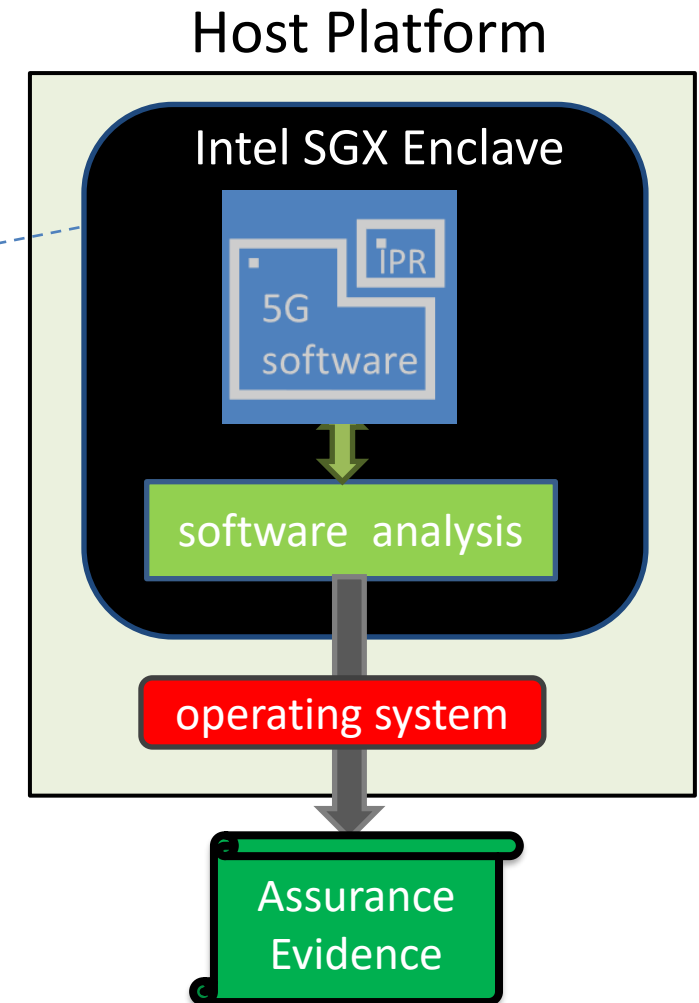 Host Platform
Intel SGX Enclave
IPR
5G
software
software analysis
operating system
Assurance
Evidence